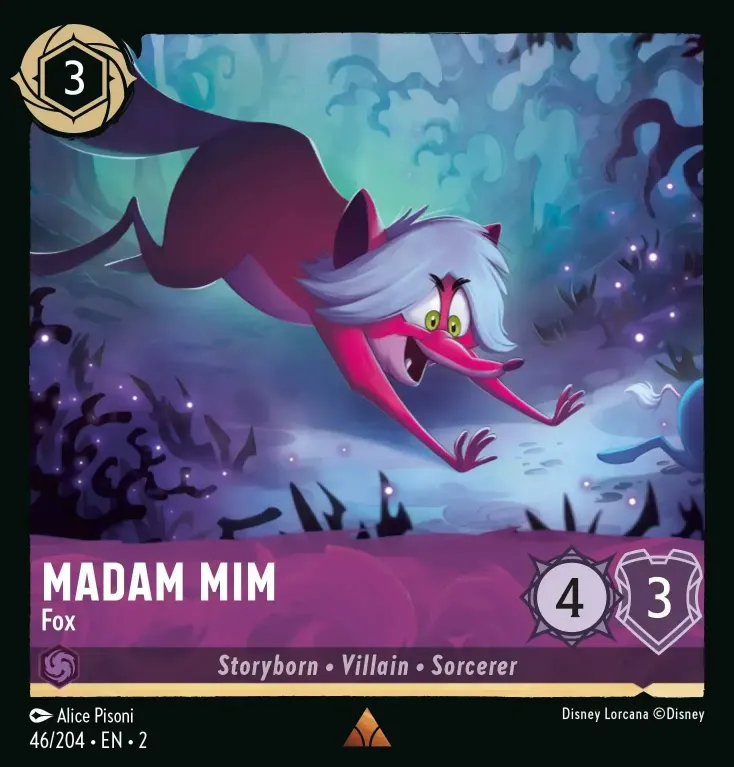 3
MADAM MIM
Fox
4
3
Storyborn • Villain • Sorcerer
Alice Pisoni
Disney Lorcana ©Disney
46/204 • EN • 2